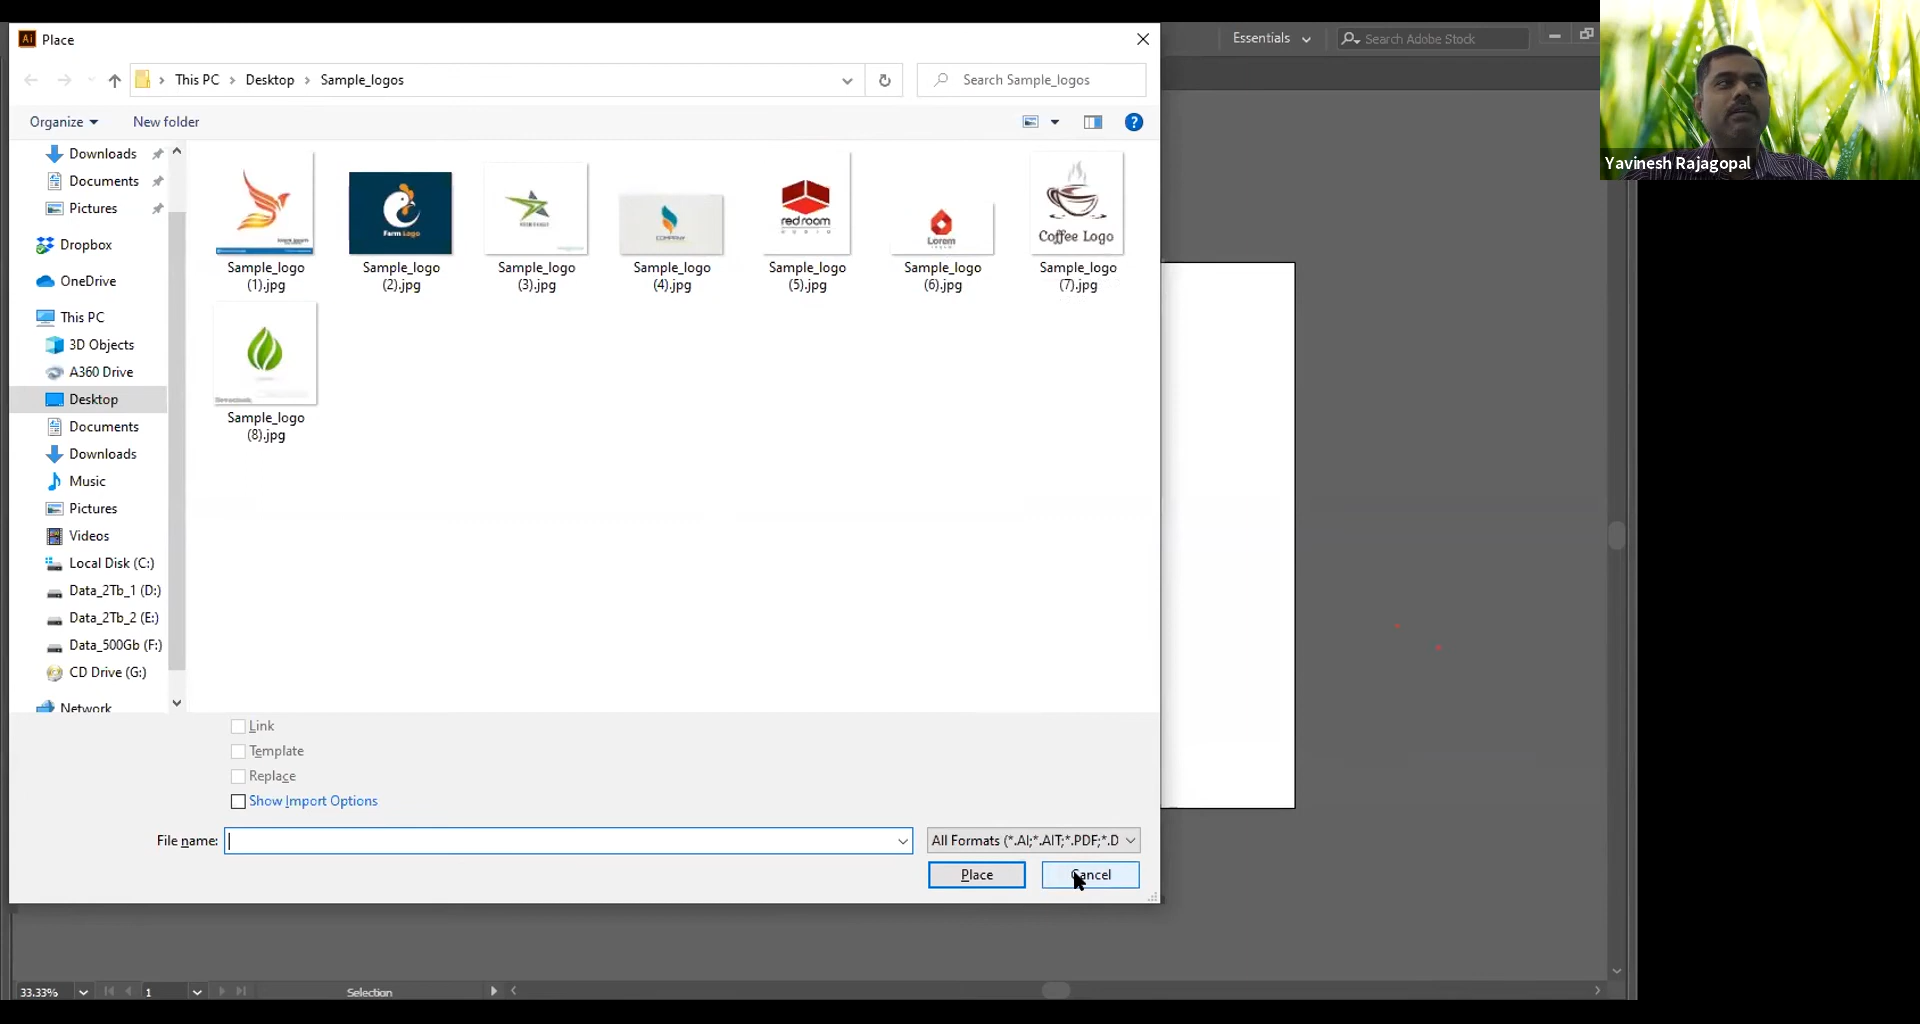 Ai Place
Essentials
Search Adobe Stock
This PC > Desktop > Sample_logos
Search Sample_logos
Yavinesh Rajagopal
Organize
New folder
?
Downloads
Documents
Pictures
Dropbox
OneDrive
This PC
3D Objects
A360 Drive
Desktop
Documents
Downloads
Music
Pictures
Videos
Local Disk (C:)
Data_2Tb_1 (D:)
Data_2Tb_2 (E:)
Data_500Gb (F:)
CD Drive (G:)
Network
Farm Logo
COMPANY
redroom
Lorem
Coffee Logo
Sample_logo (1).jpg
Sample_logo (2).jpg
Sample_logo (3).jpg
Sample_logo (4).jpg
Sample_logo (5).jpg
Sample_logo (6).jpg
Sample_logo (7).jpg
Sample_logo (8).jpg
Link
Template
Replace
Show Import Options
File name:
All Formats (*.AI;*.AIT;*.PDF;*.D
Place
Cancel
33.33%
1
Selection